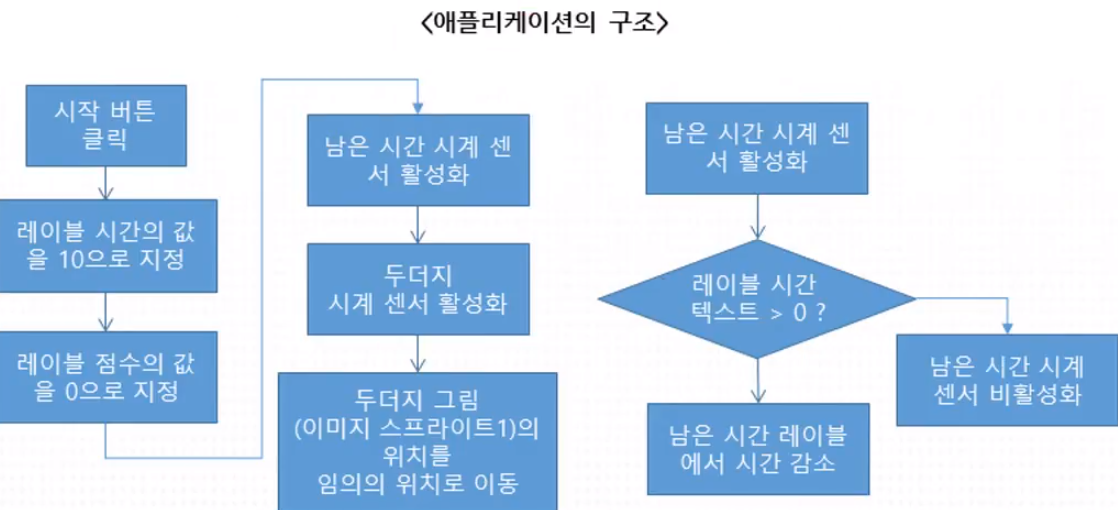 <애플리케이션의 구조>
시작 버튼
클릭
레이블 시간의 값
을 10으로 지정
레이블 점수의 값
을 0으로 지정
남은 시간 시계 센
서 활성화
두더지
시계 센서 활성화
두더지 그림
(이미지 스프라이트1)의
위치를
임의의 위치로 이동
남은 시간 시계 센
서 활성화
레이블 시간
텍스트 > 0 ?
남은 시간 레이블
에서 시간 감소
남은 시간 시계
센서 비활성화